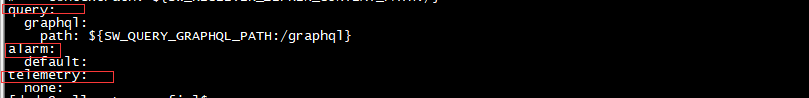 query:
graphql:
path: ${SW_QUERY_GRAPHQL_PATH:/graphql}
alarm:
default:
telemetry:
none: